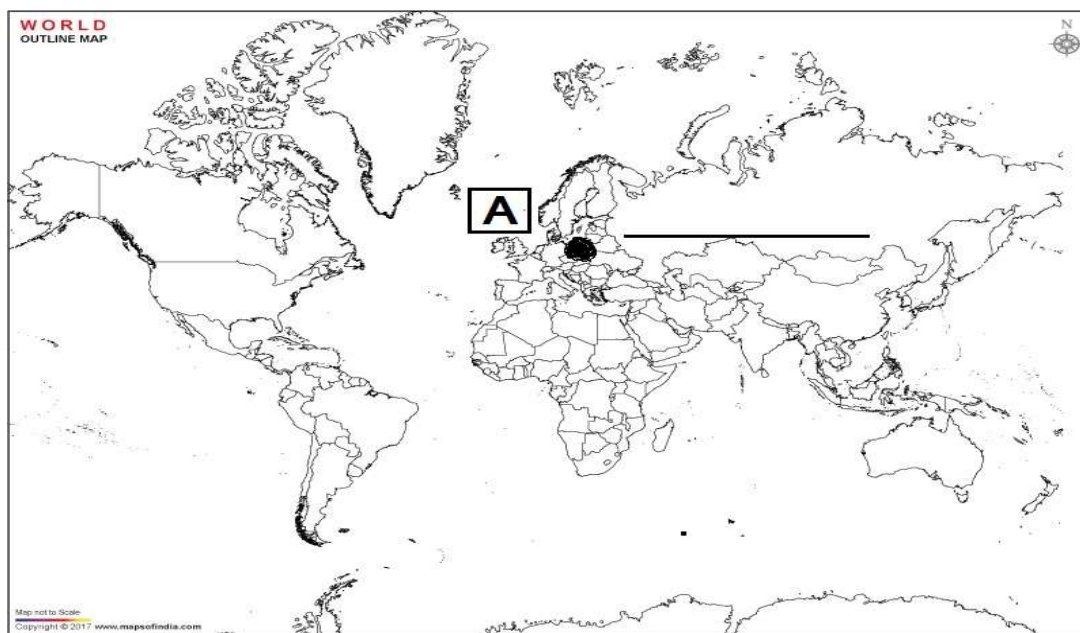 WORLD
OUTLINE MAP
N
A
Map not to Scale
Copyright © 2017 www.mapsofindia.com